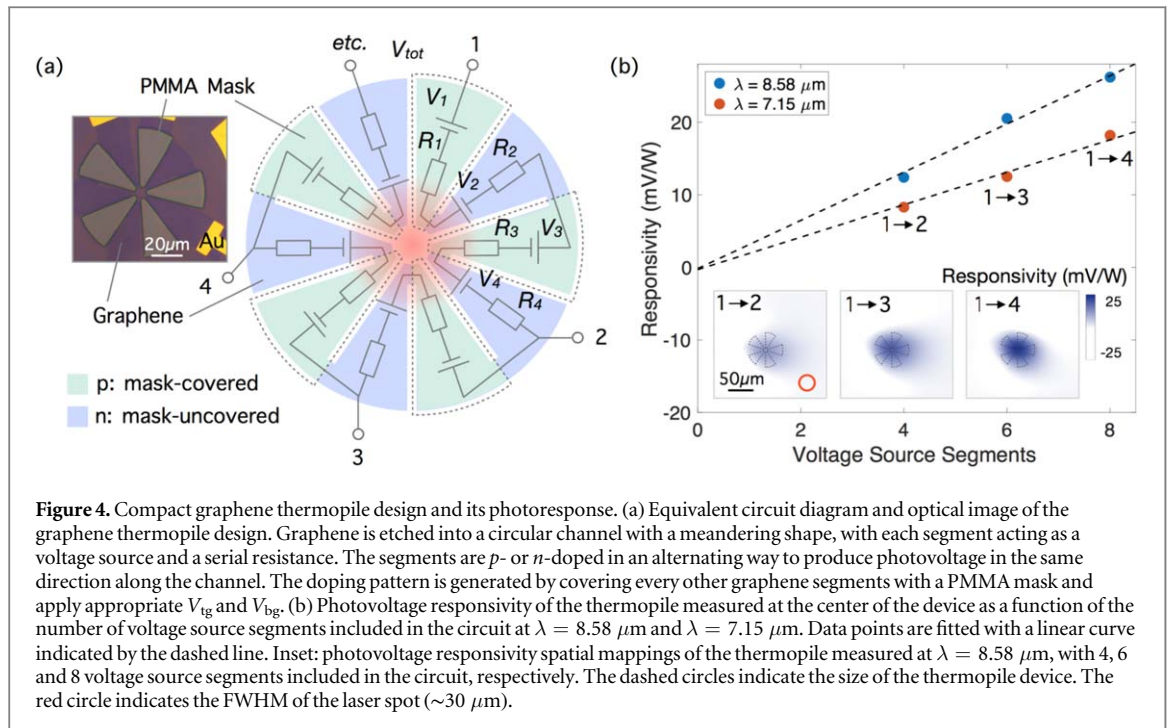 (a)
etc.
V_tot
1
PMMA Mask
V_1
R_1
R_2
V_2
R_3
V_3
V_4
R_4
20μm
Au
4
Graphene
2
3
p: mask-covered
n: mask-uncovered
(b)
λ = 8.58 μm
λ = 7.15 μm
Responsivity (mV/W)
20
10
0
-10
-20
1→2
1→3
1→4
Responsivity (mV/W)
1→2
1→3
1→4
25
-25
50μm
0
2
4
6
8
Voltage Source Segments
Figure 4. Compact graphene thermopile design and its photoresponse. (a) Equivalent circuit diagram and optical image of the
graphene thermopile design. Graphene is etched into a circular channel with a meandering shape, with each segment acting as a
voltage source and a serial resistance. The segments are p- or n-doped in an alternating way to produce photovoltage in the same
direction along the channel. The doping pattern is generated by covering every other graphene segments with a PMMA mask and
apply appropriate V_tg and V_bg. (b) Photovoltage responsivity of the thermopile measured at the center of the device as a function of the
number of voltage source segments included in the circuit at λ = 8.58 μm and λ = 7.15 μm. Data points are fitted with a linear curve
indicated by the dashed line. Inset: photovoltage responsivity spatial mappings of the thermopile measured at λ = 8.58 μm, with 4, 6
and 8 voltage source segments included in the circuit, respectively. The dashed circles indicate the size of the thermopile device. The
red circle indicates the FWHM of the laser spot (~30 μm).